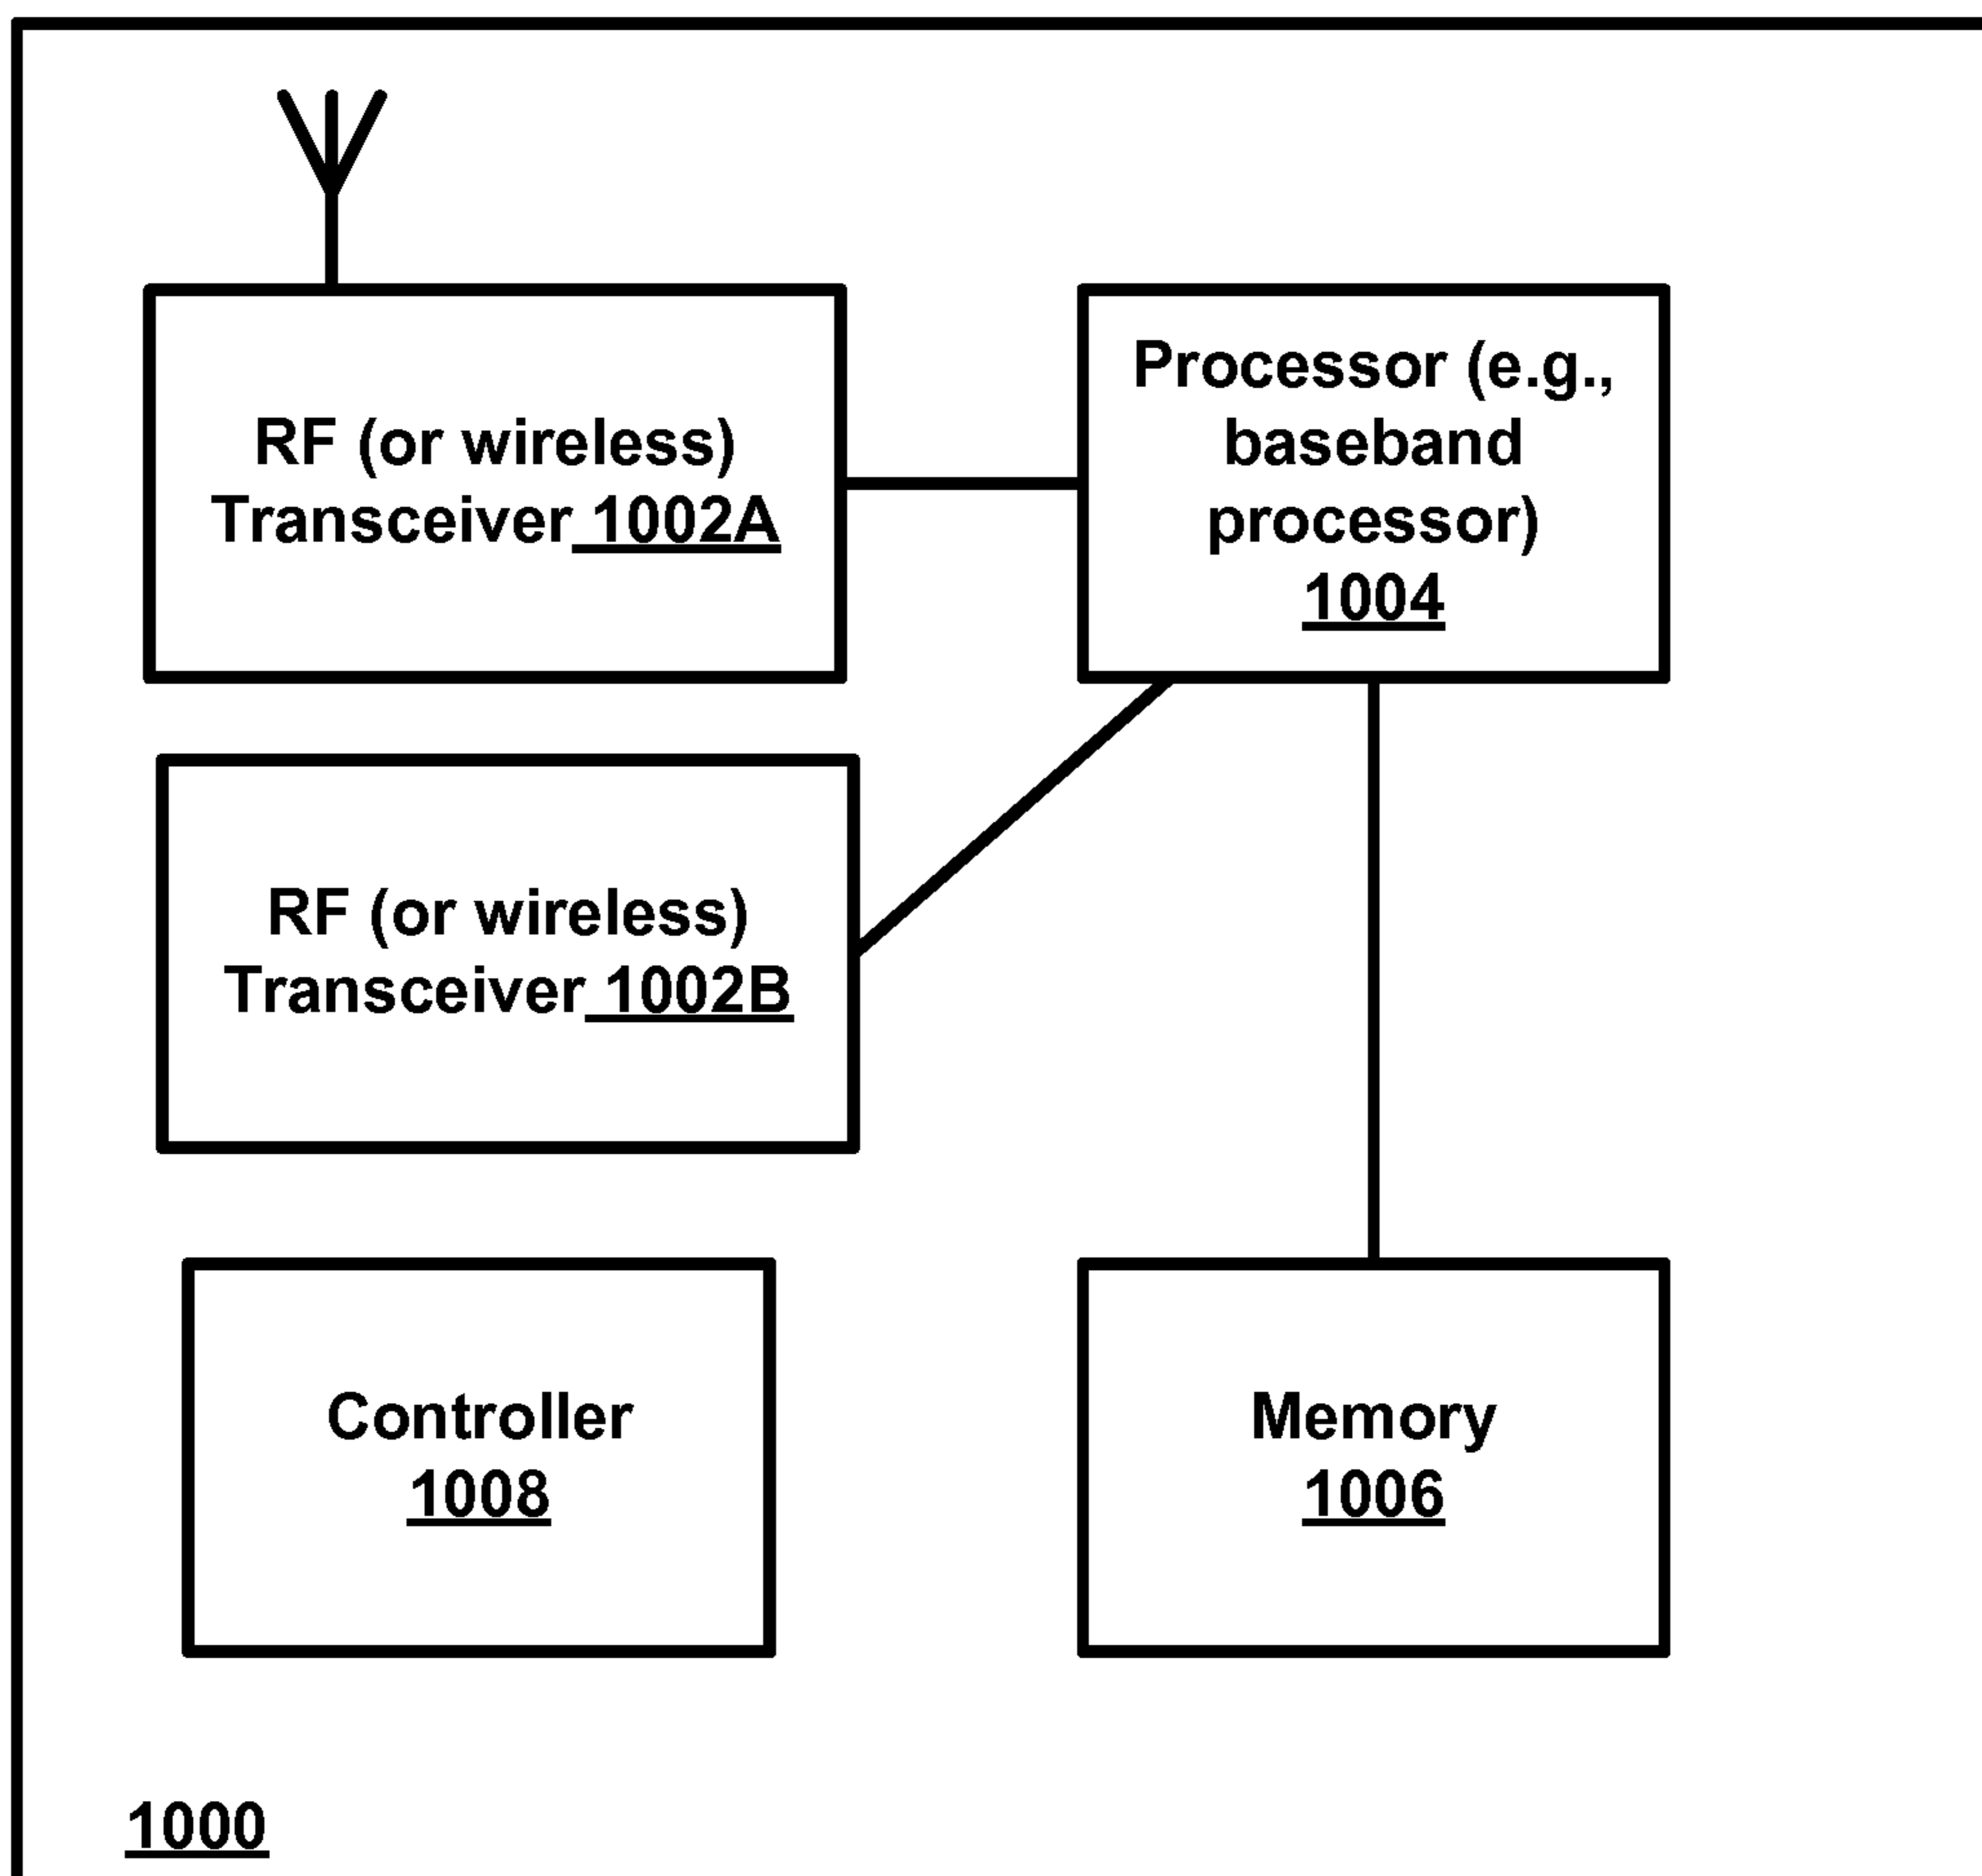 RF (or wireless)
Transceiver 1002A
Processor (e.g.,
baseband
processor)
1004
RF (or wireless)
Transceiver 1002B
Controller
1008
Memory
1006
1000